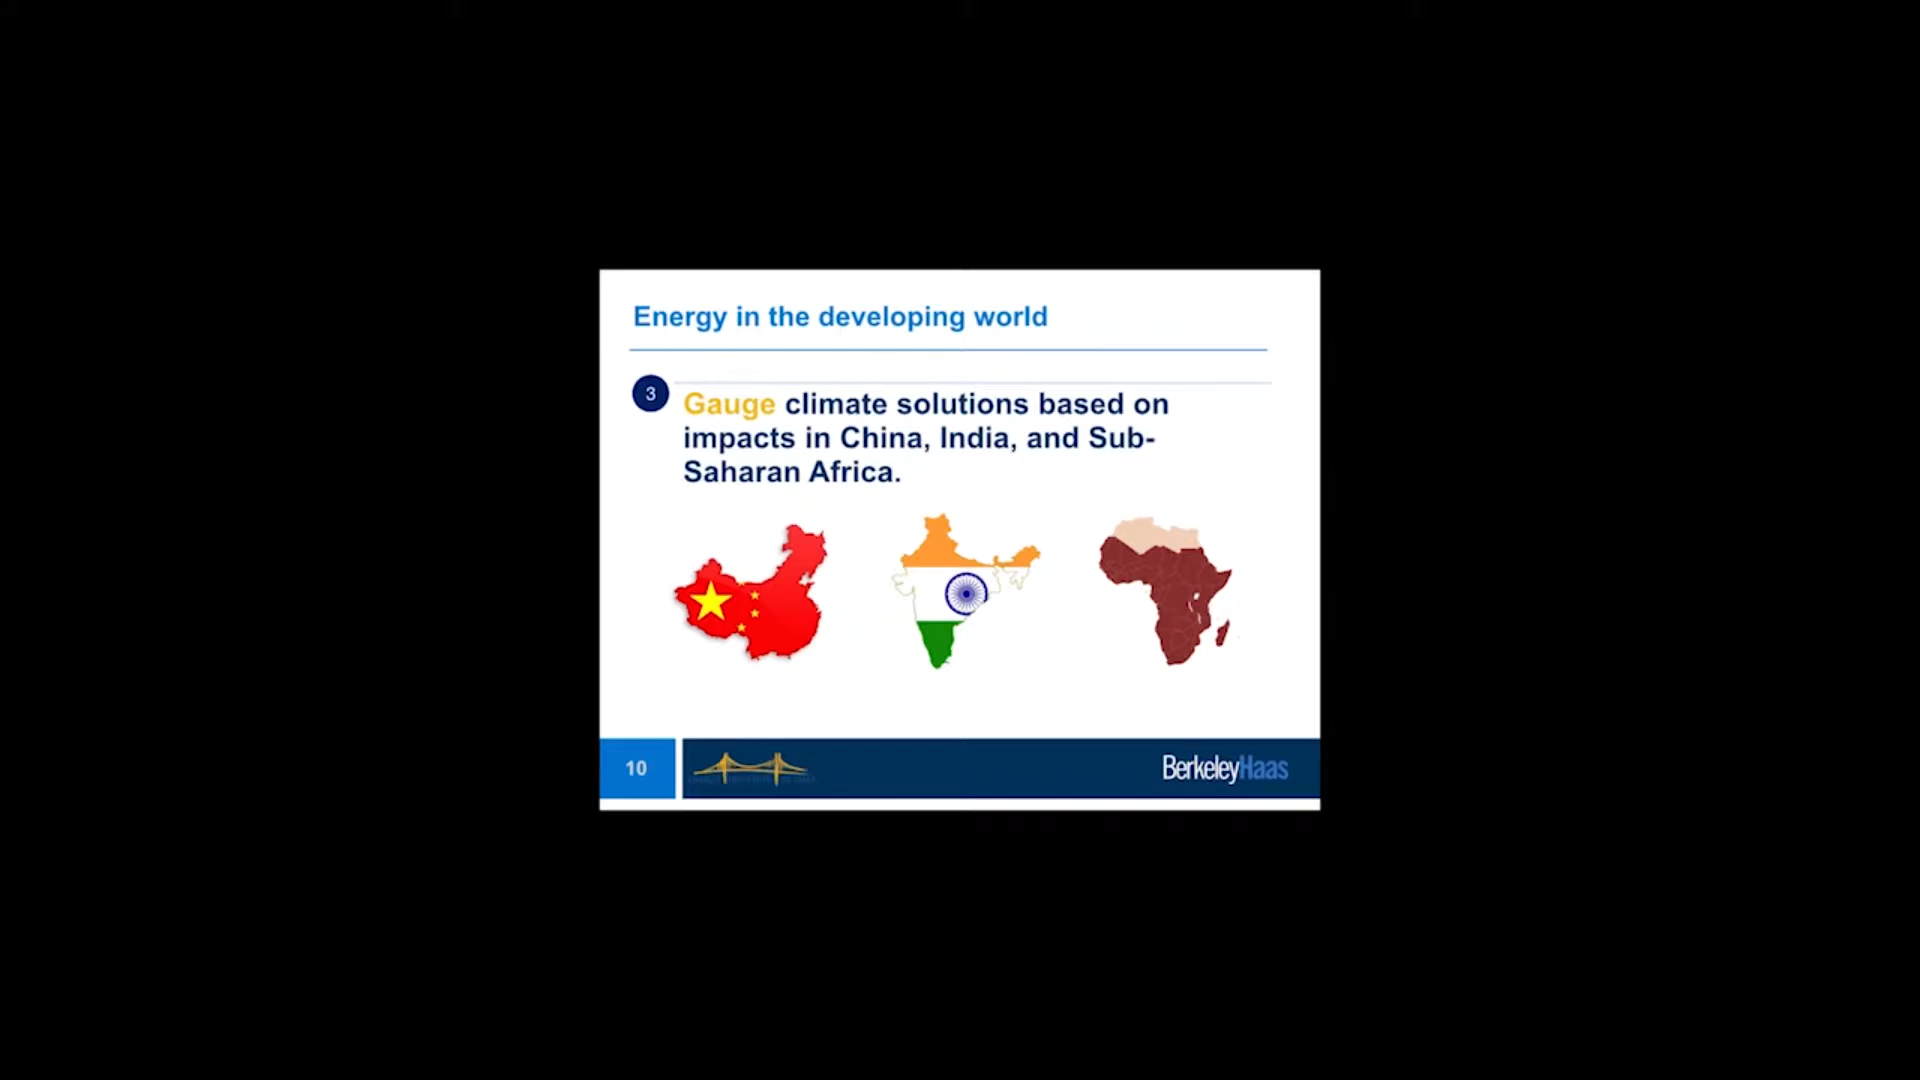 Energy in the developing world
3
Gauge climate solutions based on
impacts in China, India, and Sub-
Saharan Africa.
10
BerkeleyHaas